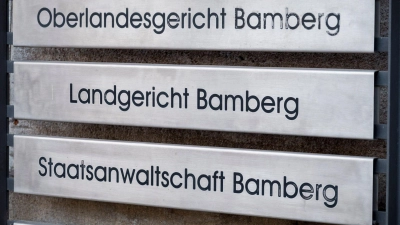 Oberlandesgericht Bamberg
Landgericht Bamberg
Staatsanwaltschaft Bamberg